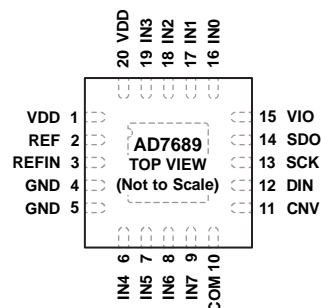 20 VDD
19 IN3
18 IN2
17 IN1
16 IN0
VDD 1
REF 2
REFIN 3
GND 4
GND 5
AD7689
TOP VIEW
(Not to Scale)
15 VIO
14 SDO
13 SCK
12 DIN
11 CNV
IN4 6
IN5 7
IN6 8
IN7 9
COM 10